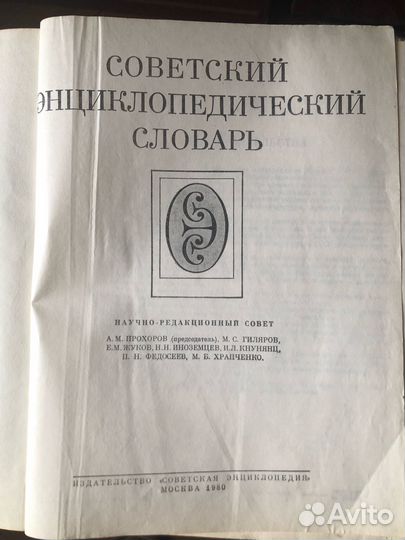 СОВЕТСКИЙ
ЭНЦИКЛОПЕДИЧЕСКИЙ
СЛОВАРЬ
НАУЧНО-РЕДАКЦИОННЫЙ СОВЕТ
А. М. ПРОХОРОВ (председатель), М. С. ГИЛЯРОВ,
Е. М. ЖУКОВ, Н. Н. ИНОЗЕМЦЕВ, И. Л. КНУНЯНЦ,
П. Н. ФЕДОСЕЕВ, М. Б. ХРАПЧЕНКО.
ИЗДАТЕЛЬСТВО «СОВЕТСКАЯ ЭНЦИКЛОПЕДИЯ»
МОСКВА 1980
Avito